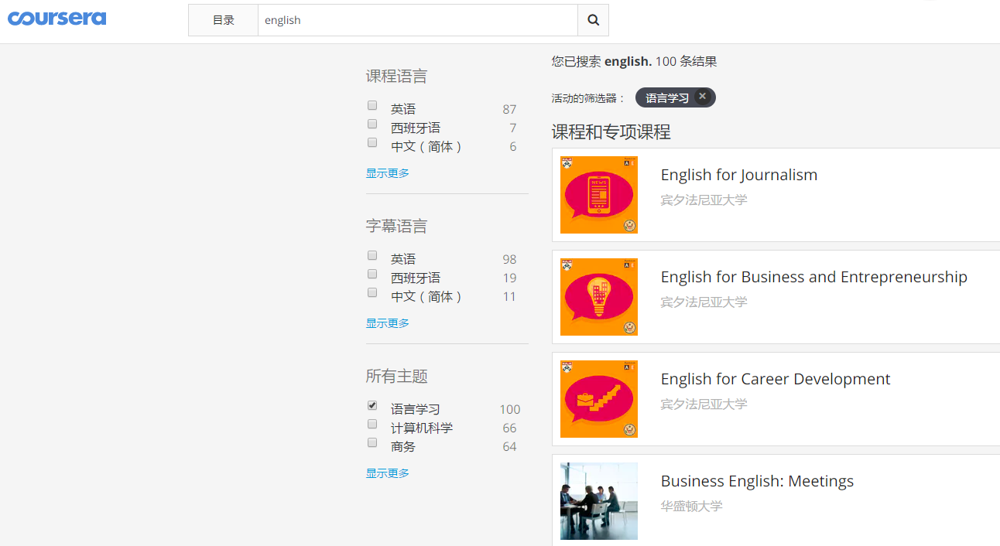 coursera
目录
english
课程语言
英语 87
西班牙语 7
中文（简体） 6
显示更多
字幕语言
英语 98
西班牙语 19
中文（简体） 11
显示更多
所有主题
语言学习 100
计算机科学 66
商务 64
显示更多
您已搜索 english. 100 条结果
活动的筛选器： 语言学习
课程和专项课程
NEWS
English for Journalism
宾夕法尼亚大学
English for Business and Entrepreneurship
宾夕法尼亚大学
English for Career Development
宾夕法尼亚大学
Business English: Meetings
华盛顿大学